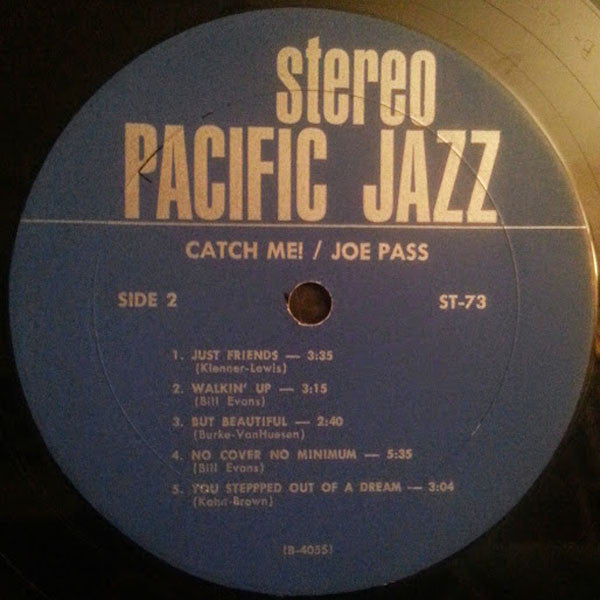 stereo
PACIFIC JAZZ
CATCH ME! / JOE PASS
SIDE 2
ST-73
1. JUST FRIENDS — 3:35
(Klenner-Lewis)
2. WALKIN' UP — 3:15
(Bill Evans)
3. BUT BEAUTIFUL — 2:40
(Burke-VanHuesen)
4. NO COVER NO MINIMUM — 5:35
(Bill Evans)
5. YOU STEPPPED OUT OF A DREAM — 3:04
(Kahn-Brown)
(B-4055)